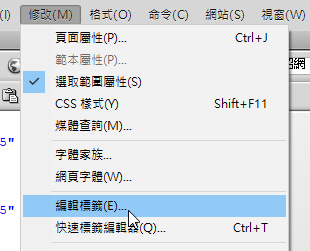 (I) 修改(M) 格式(O) 命令(C) 網站(S) 視窗(W)
頁面屬性(P)... Ctrl+J
範本屬性(P)...
選取範圍屬性(S)
CSS 樣式(Y) Shift+F11
媒體查詢(M)...
字體家族...
網頁字體(W)...
編輯標籤(E)...
快速標籤編輯器(Q)... Ctrl+T
5"
5"